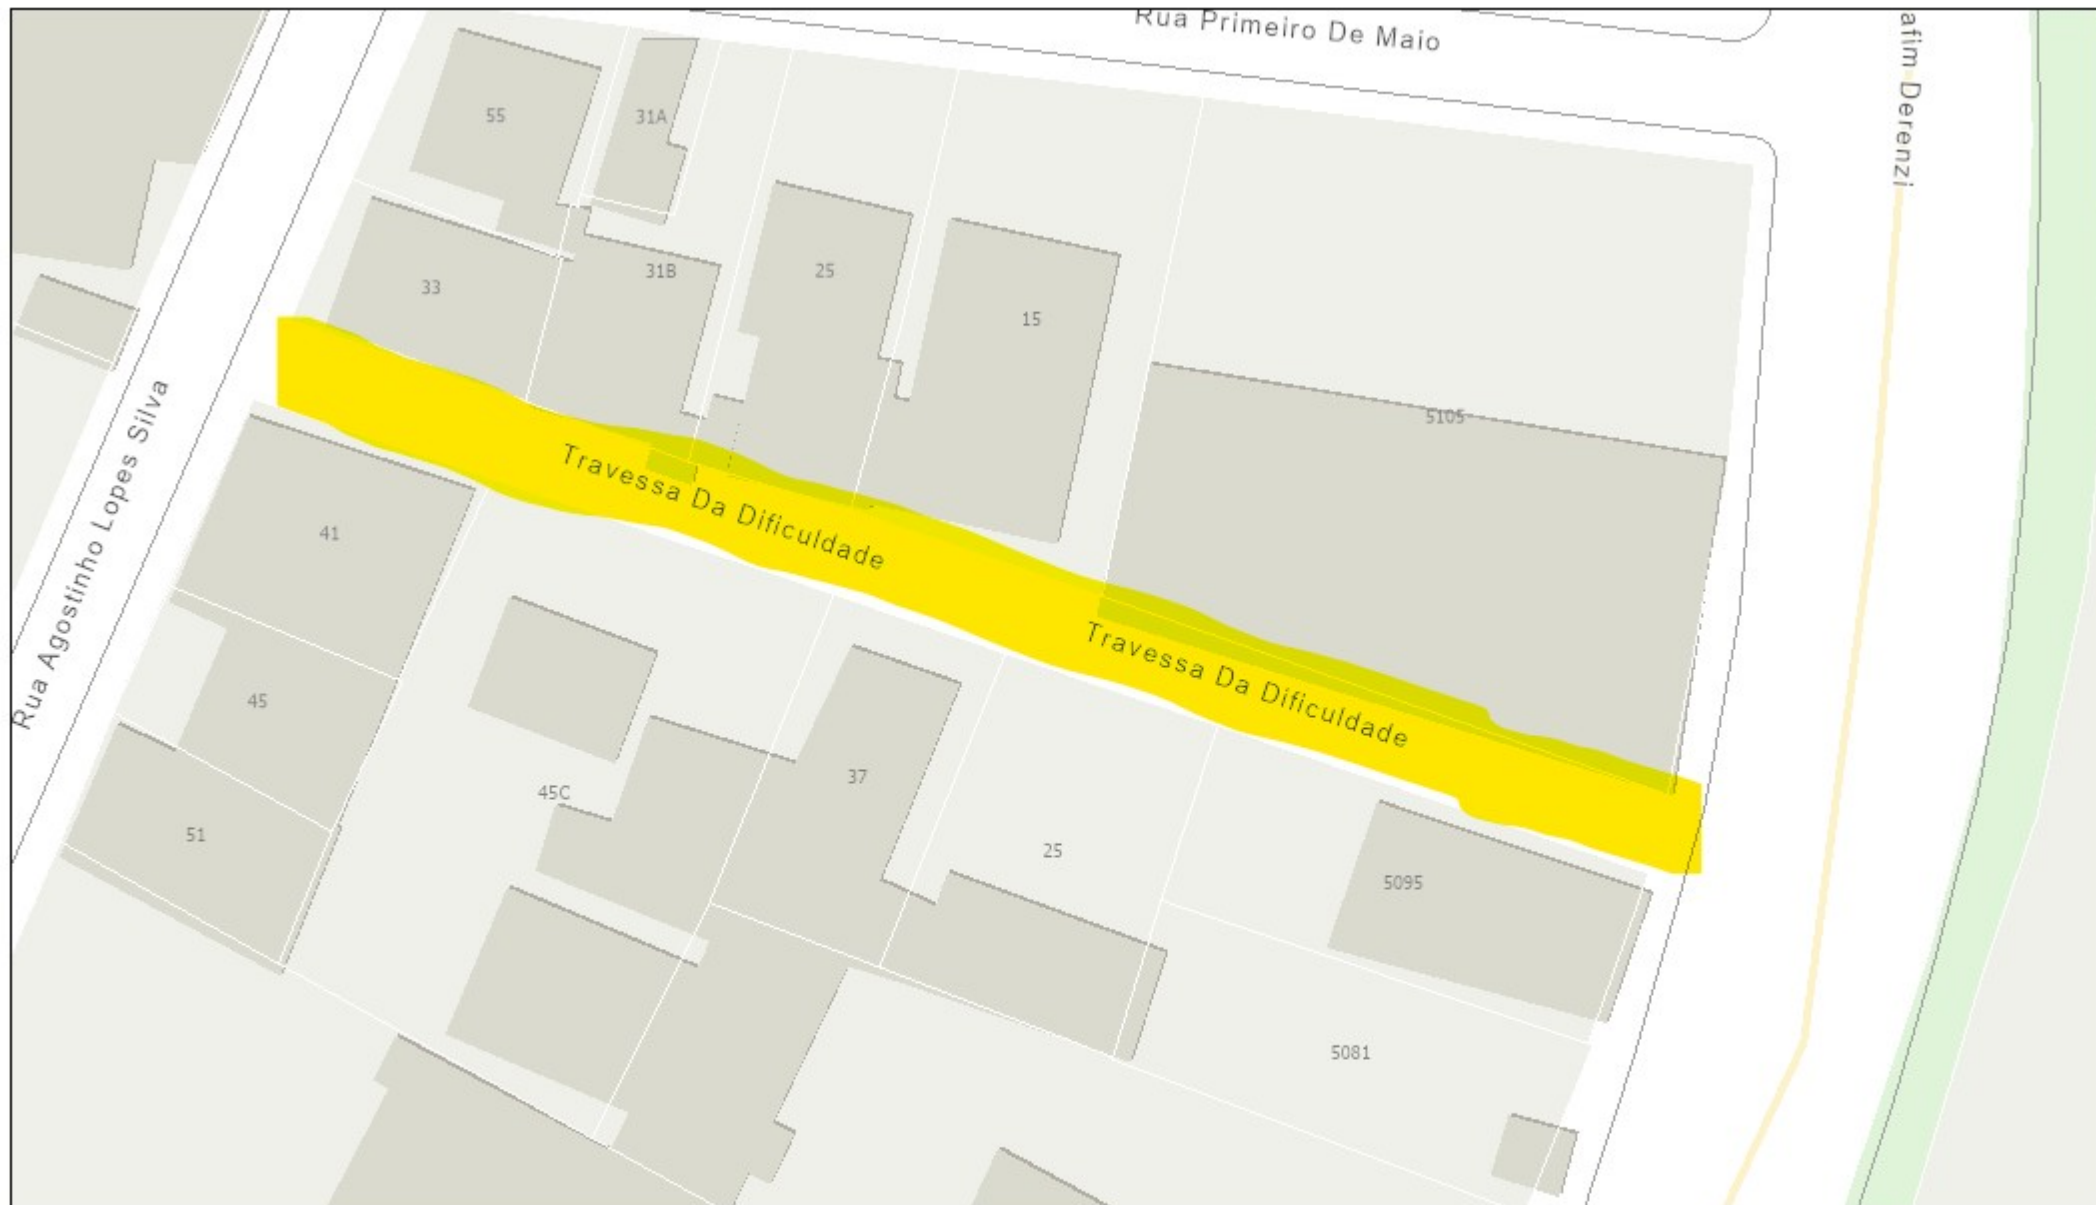 Rua Primeiro De Maio
afim Derenzi
55
31A
33
31B
25
15
5105
Rua Agostinho Lopes Silva
Travessa Da Dificuldade
Travessa Da Dificuldade
41
45
51
45C
37
25
5095
5081